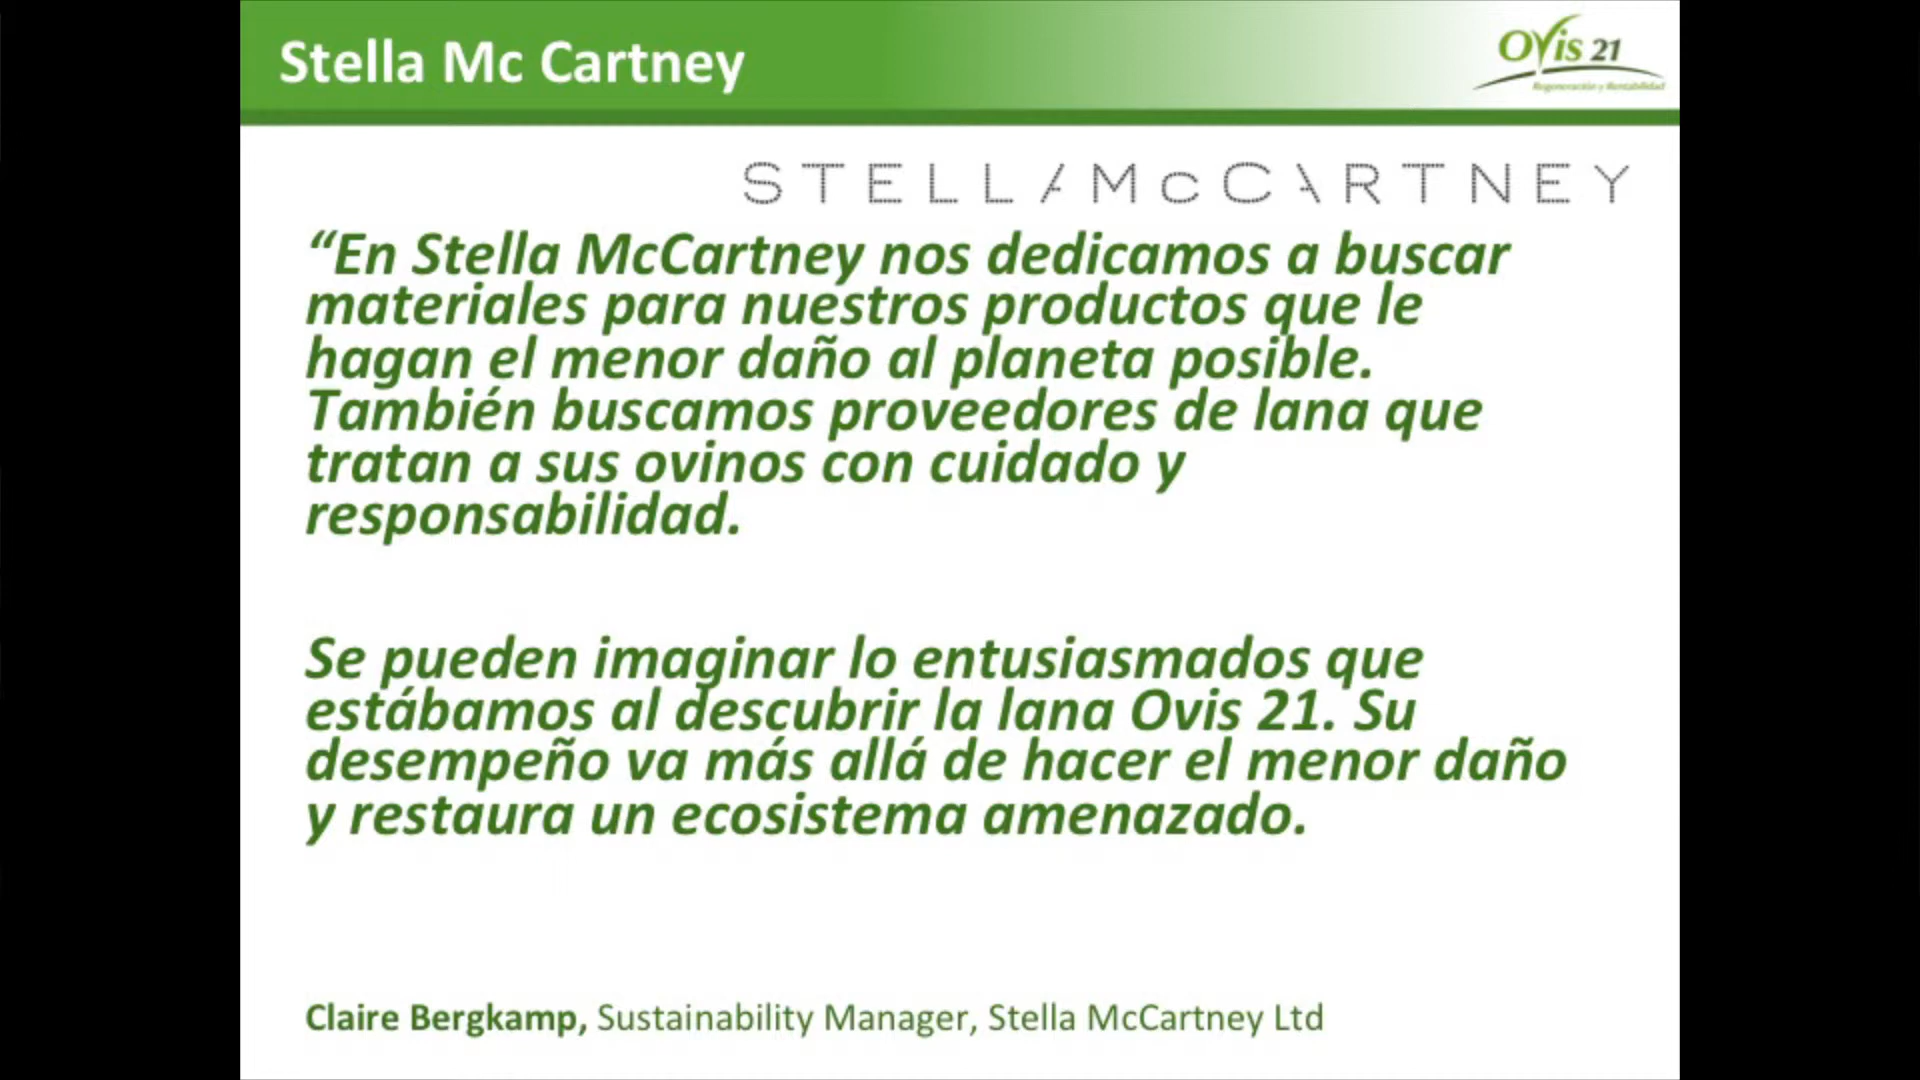 Stella Mc Cartney
Ovis 21
Regeneración y Rentabilidad
STELLAMcCARTNEY
“En Stella McCartney nos dedicamos a buscar
materiales para nuestros productos que le
hagan el menor daño al planeta posible.
También buscamos proveedores de lana que
tratan a sus ovinos con cuidado y
responsabilidad.
Se pueden imaginar lo entusiasmados que
estábamos al descubrir la lana Ovis 21. Su
desempeño va más allá de hacer el menor daño
y restaura un ecosistema amenazado.
Claire Bergkamp, Sustainability Manager, Stella McCartney Ltd